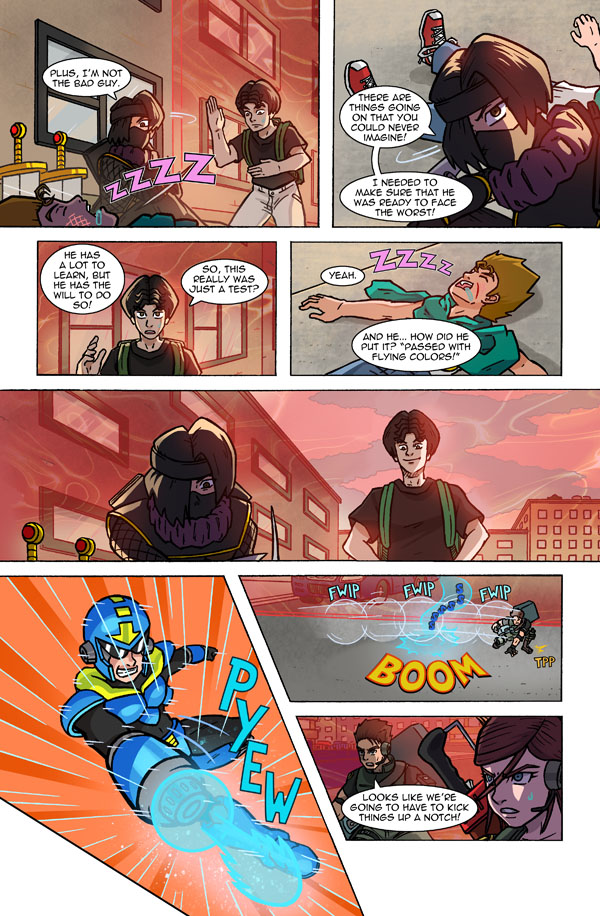 PLUS, I'M NOT
THE BAD GUY.
ZZZZ
THERE ARE
THINGS GOING
ON THAT YOU
COULD NEVER
IMAGINE!
I NEEDED TO
MAKE SURE THAT HE
WAS READY TO FACE
THE WORST!
HE HAS
A LOT TO
LEARN, BUT
HE HAS THE
WILL TO DO
SO!
SO, THIS
REALLY WAS
JUST A TEST?
YEAH.
ZZZZ
AND HE... HOW DID HE
PUT IT? "PASSED WITH
FLYING COLORS!"
PYEW
FWIP
FWIP
FWIP
BOOM
TPP
LOOKS LIKE WE'RE
GOING TO HAVE TO KICK
THINGS UP A NOTCH!